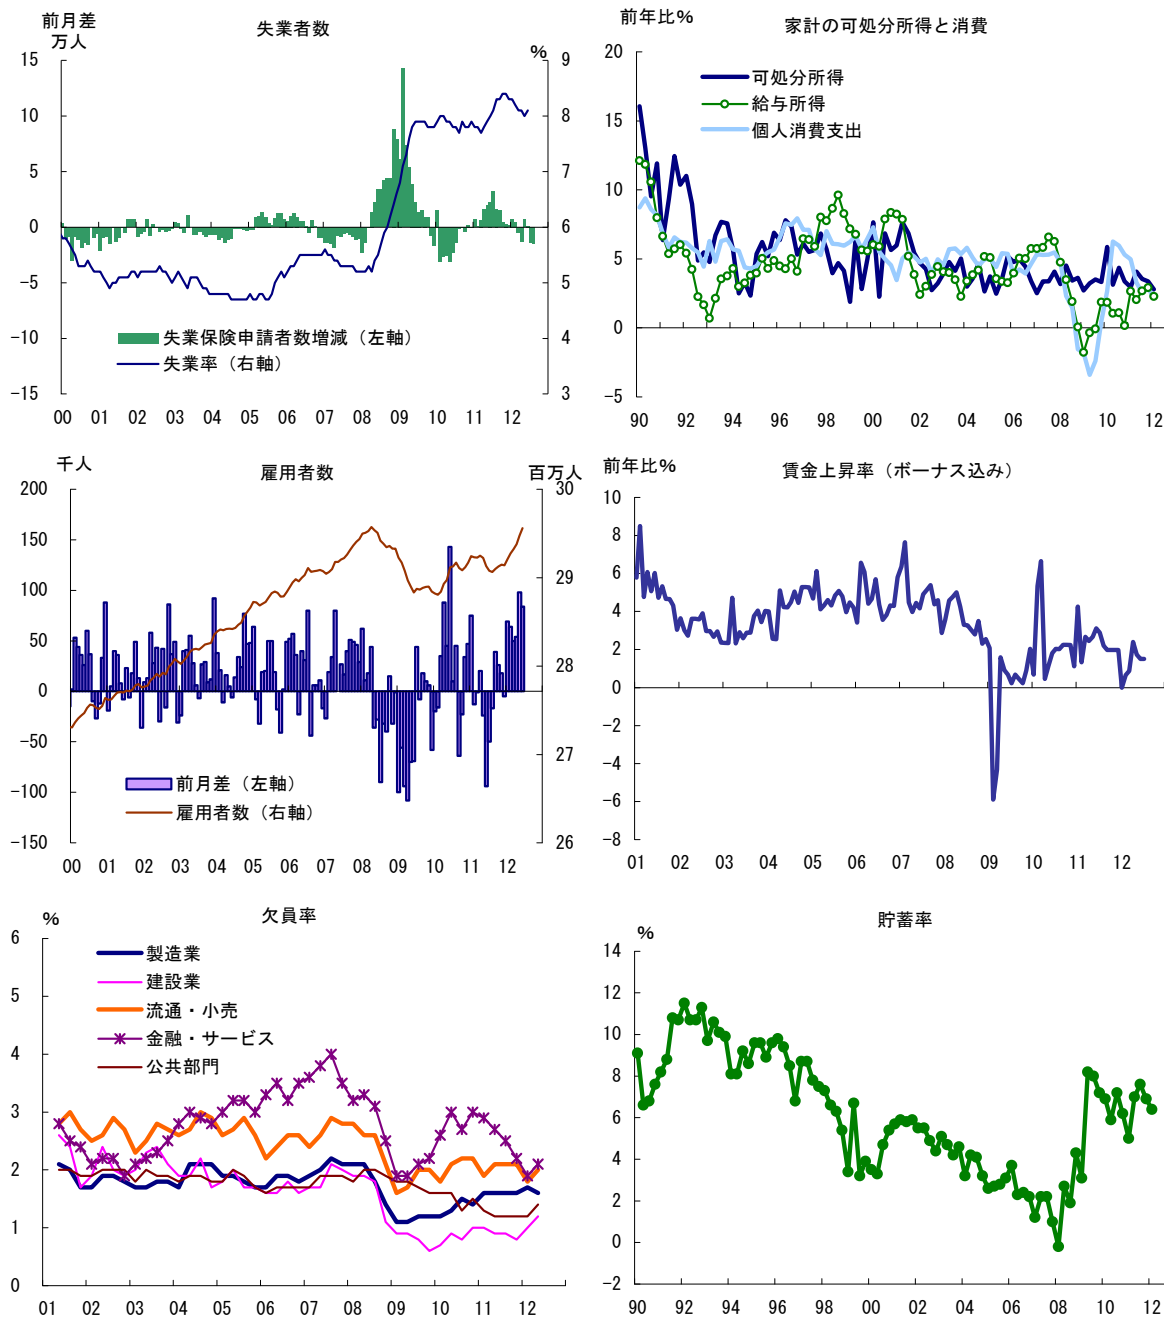 失業者数
前月差
万人
%
15
10
5
0
−5
−10
−15
9
8
7
6
5
4
3
失業保険申請者数増減（左軸）
失業率（右軸）
00 01 02 03 04 05 06 07 08 09 10 11 12
家計の可処分所得と消費
前年比%
20
15
10
5
0
−5
可処分所得
給与所得
個人消費支出
90 92 94 96 98 00 02 04 06 08 10 12
雇用者数
千人
百万人
200
150
100
50
0
−50
−100
−150
30
29
28
27
26
前月差（左軸）
雇用者数（右軸）
00 01 02 03 04 05 06 07 08 09 10 11 12
賃金上昇率（ボーナス込み）
前年比%
10
8
6
4
2
0
−2
−4
−6
−8
01 02 03 04 05 06 07 08 09 10 11 12
欠員率
%
6
5
4
3
2
1
0
製造業
建設業
流通・小売
金融・サービス
公共部門
01 02 03 04 05 06 07 08 09 10 11 12
貯蓄率
%
14
12
10
8
6
4
2
0
−2
90 92 94 96 98 00 02 04 06 08 10 12